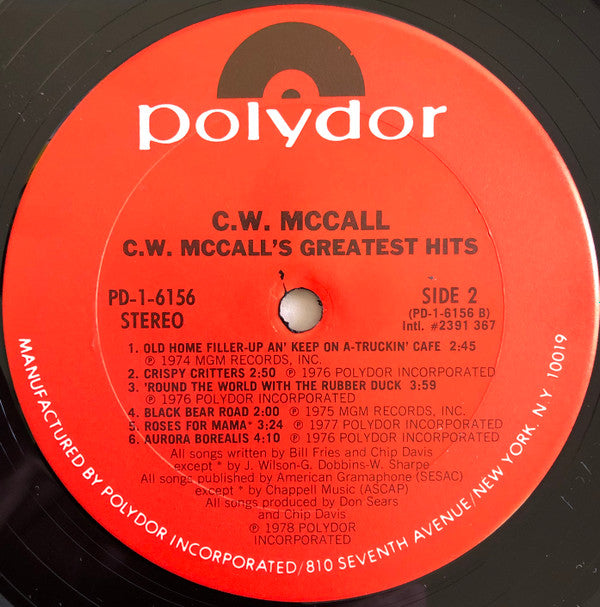 polydor
C.W. MCCALL
C.W. MCCALL'S GREATEST HITS
PD-1-6156
STEREO
SIDE 2
(PD-1-6156 B)
Intl. #2391 367
1. OLD HOME FILLER-UP AN' KEEP ON A-TRUCKIN' CAFE 2:45
℗ 1974 MGM RECORDS, INC.
2. CRISPY CRITTERS 2:50 ℗ 1976 POLYDOR INCORPORATED
3. 'ROUND THE WORLD WITH THE RUBBER DUCK 3:59
℗ 1976 POLYDOR INCORPORATED
4. BLACK BEAR ROAD 2:00 ℗ 1975 MGM RECORDS, INC.
5. ROSES FOR MAMA* 3:24 ℗ 1977 POLYDOR INCORPORATED
6. AURORA BOREALIS 4:10 ℗ 1976 POLYDOR INCORPORATED
All songs written by Bill Fries and Chip Davis
except * by J. Wilson-G. Dobbins-W. Sharpe
All songs published by American Gramaphone (SESAC)
except * by Chappell Music (ASCAP)
All songs produced by Don Sears
and Chip Davis
℗ 1978 POLYDOR
INCORPORATED
MANUFACTURED BY POLYDOR INCORPORATED/810 SEVENTH AVENUE/NEW YORK, N.Y. 10019